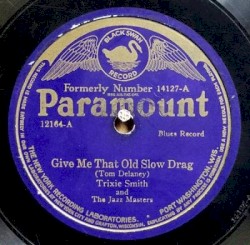 BLACK SWAN
RECORD
Formerly Number 14127-A
Paramount
12164-A
Blues Record
Give Me That Old Slow Drag
(Tom Delaney)
Trixie Smith
and
The Jazz Masters
THE NEW YORK RECORDING LABORATORIES.
PORT WASHINGTON, WIS.